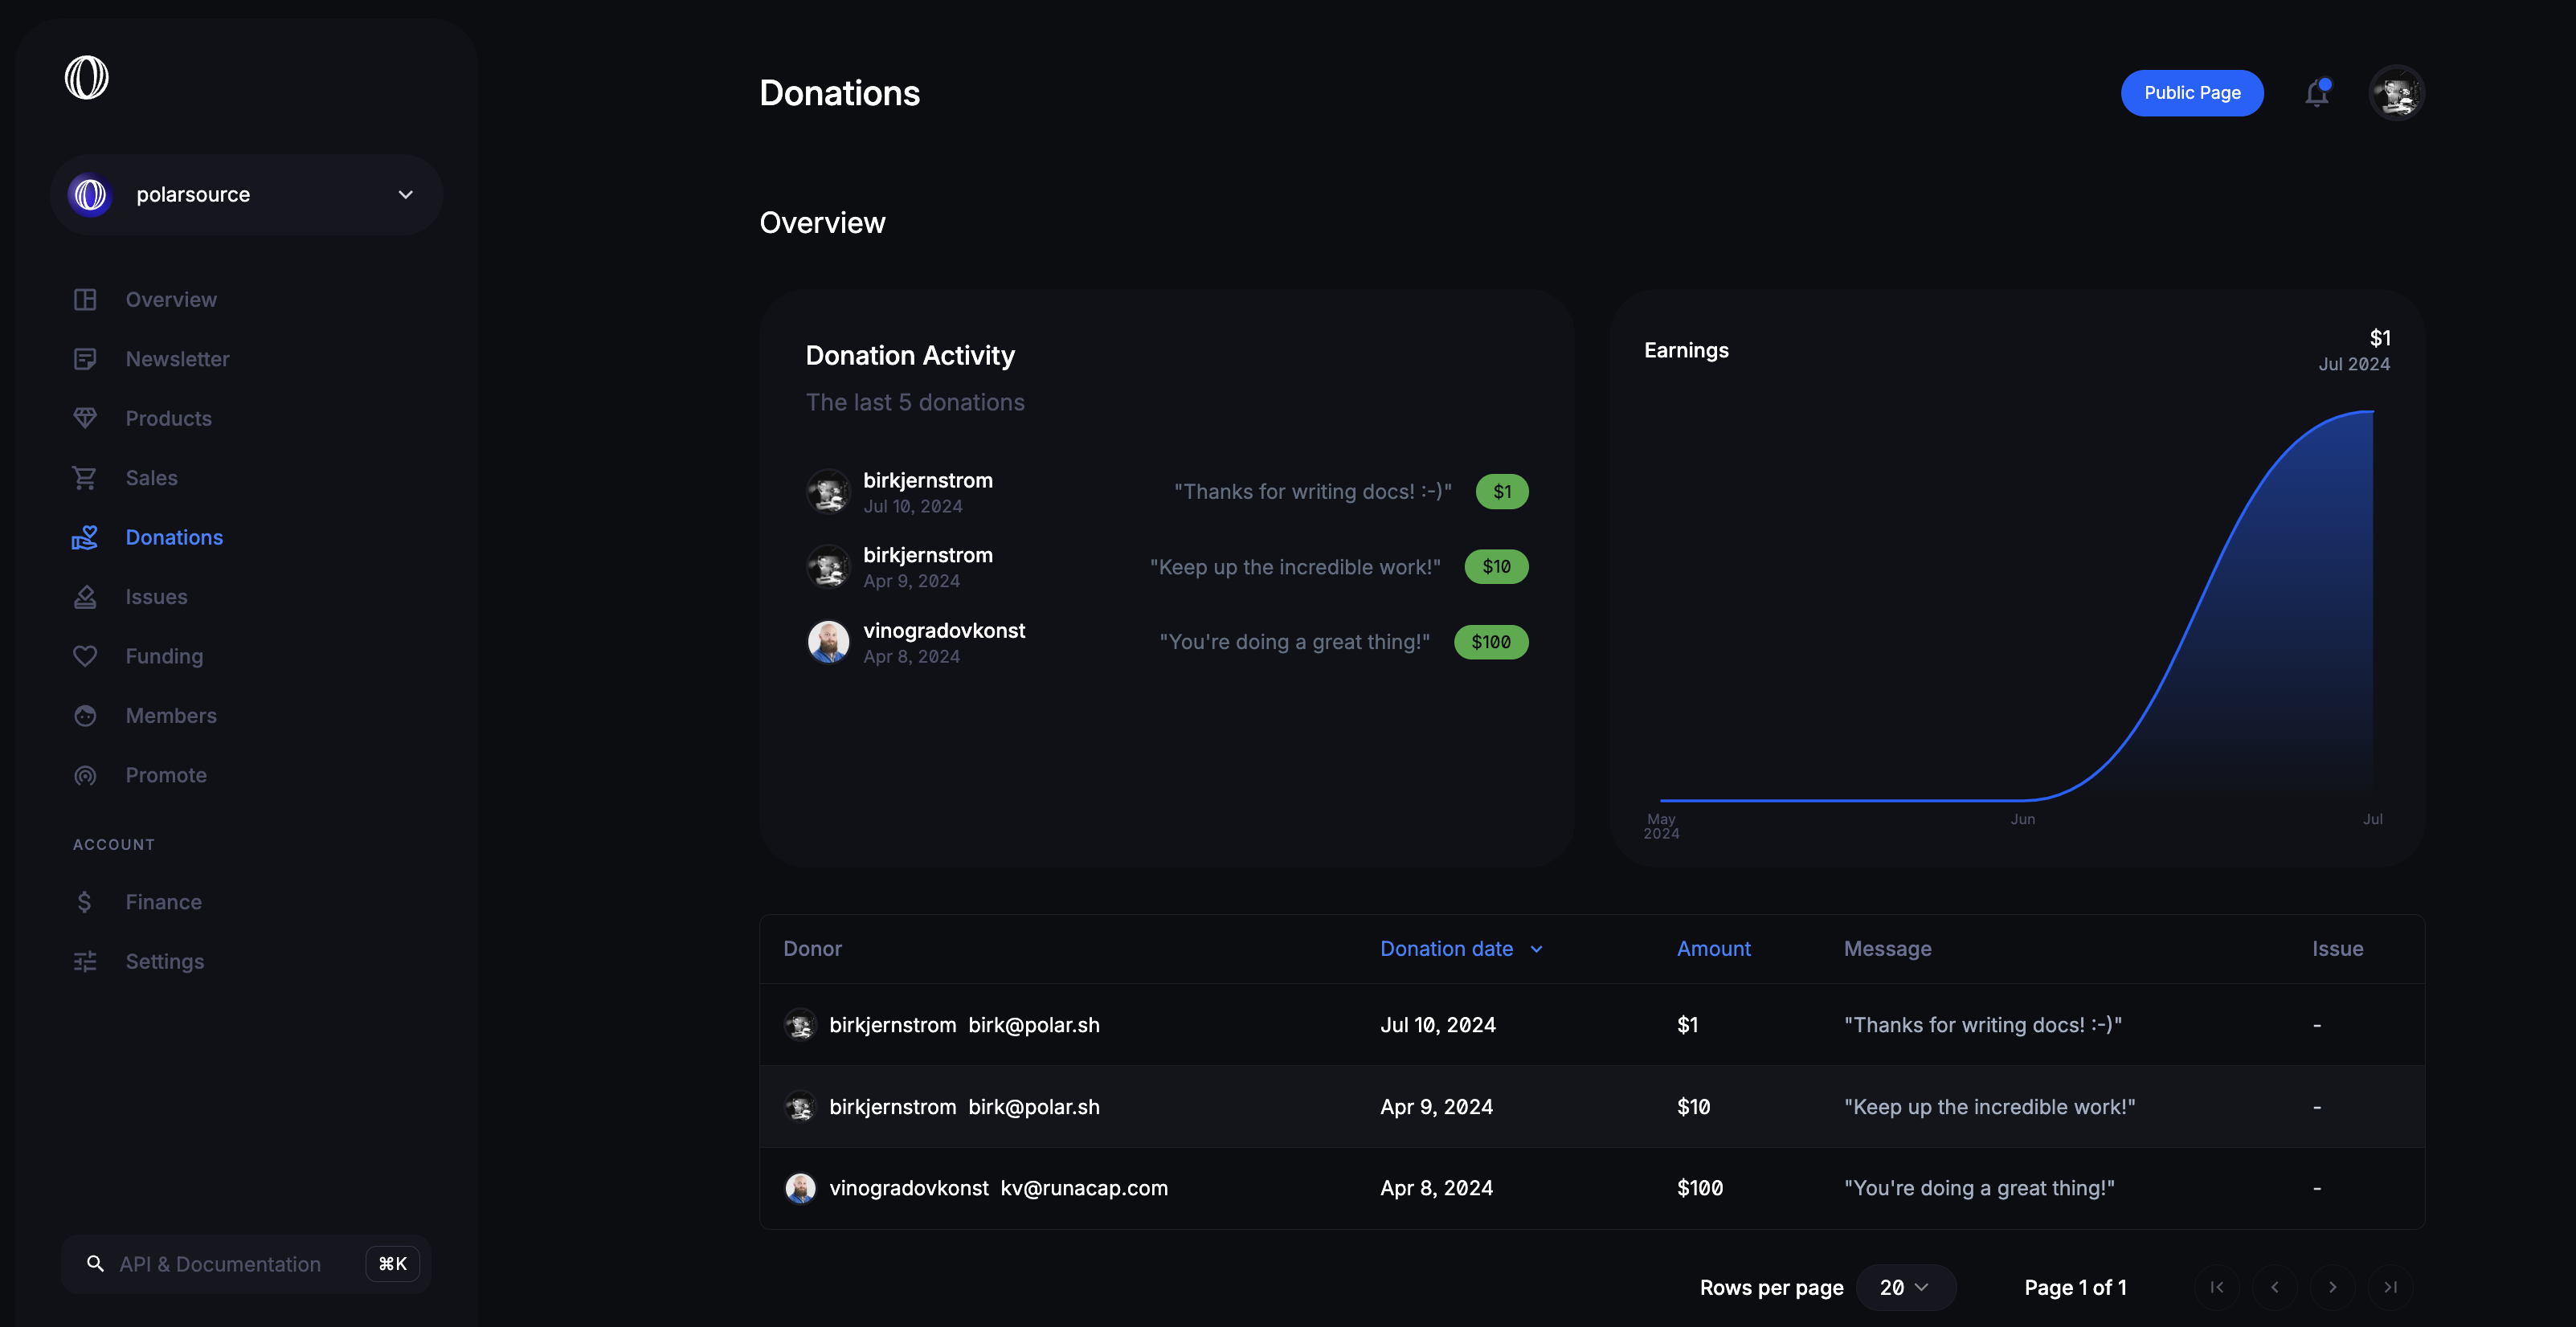 polarsource
Overview
Newsletter
Products
Sales
Donations
Issues
Funding
Members
Promote
ACCOUNT
Finance
Settings
API & Documentation ⌘K
Donations
Public Page
Overview
Donation Activity
The last 5 donations
birkjernstrom
Jul 10, 2024
"Thanks for writing docs! :-)" $1
birkjernstrom
Apr 9, 2024
"Keep up the incredible work!" $10
vinogradovkonst
Apr 8, 2024
"You're doing a great thing!" $100
Earnings
$1
Jul 2024
May
2024
Jun
Jul
Donor Donation date Amount Message Issue
birkjernstrom birk@polar.sh Jul 10, 2024 $1 "Thanks for writing docs! :-)" -
birkjernstrom birk@polar.sh Apr 9, 2024 $10 "Keep up the incredible work!" -
vinogradovkonst kv@runacap.com Apr 8, 2024 $100 "You're doing a great thing!" -
Rows per page 20 Page 1 of 1